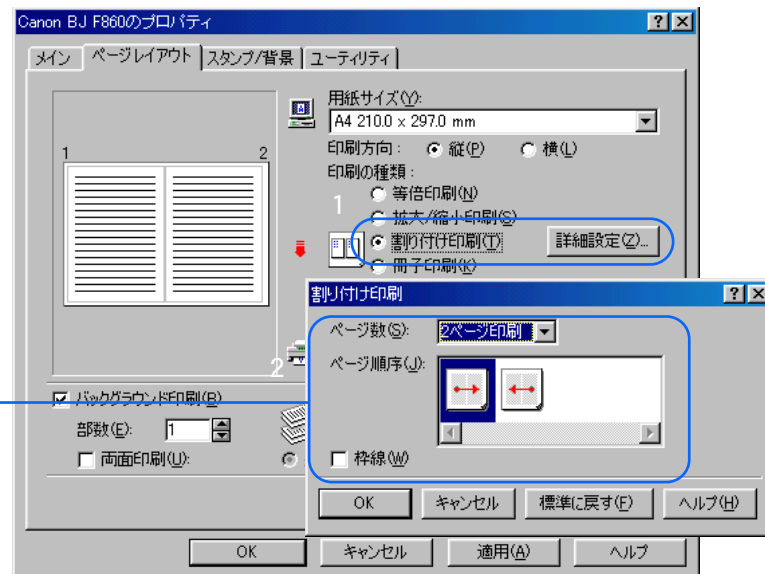 Canon BJ F860のプロパティ
メイン ページレイアウト スタンプ/背景 ユーティリティ
用紙サイズ(Y):
A4 210.0 x 297.0 mm
印刷方向: 縦(P) 横(L)
印刷の種類:
等倍印刷(N)
拡大/縮小印刷(S)
割り付け印刷(T) 詳細設定(Z)...
冊子印刷(K)
1 2
1
2
バックグラウンド印刷(B)
部数(E): 1
両面印刷(U):
割り付け印刷
ページ数(S): 2ページ印刷
ページ順序(J):
枠線(W)
OK キャンセル 標準に戻す(F) ヘルプ(H)
OK キャンセル 適用(A) ヘルプ